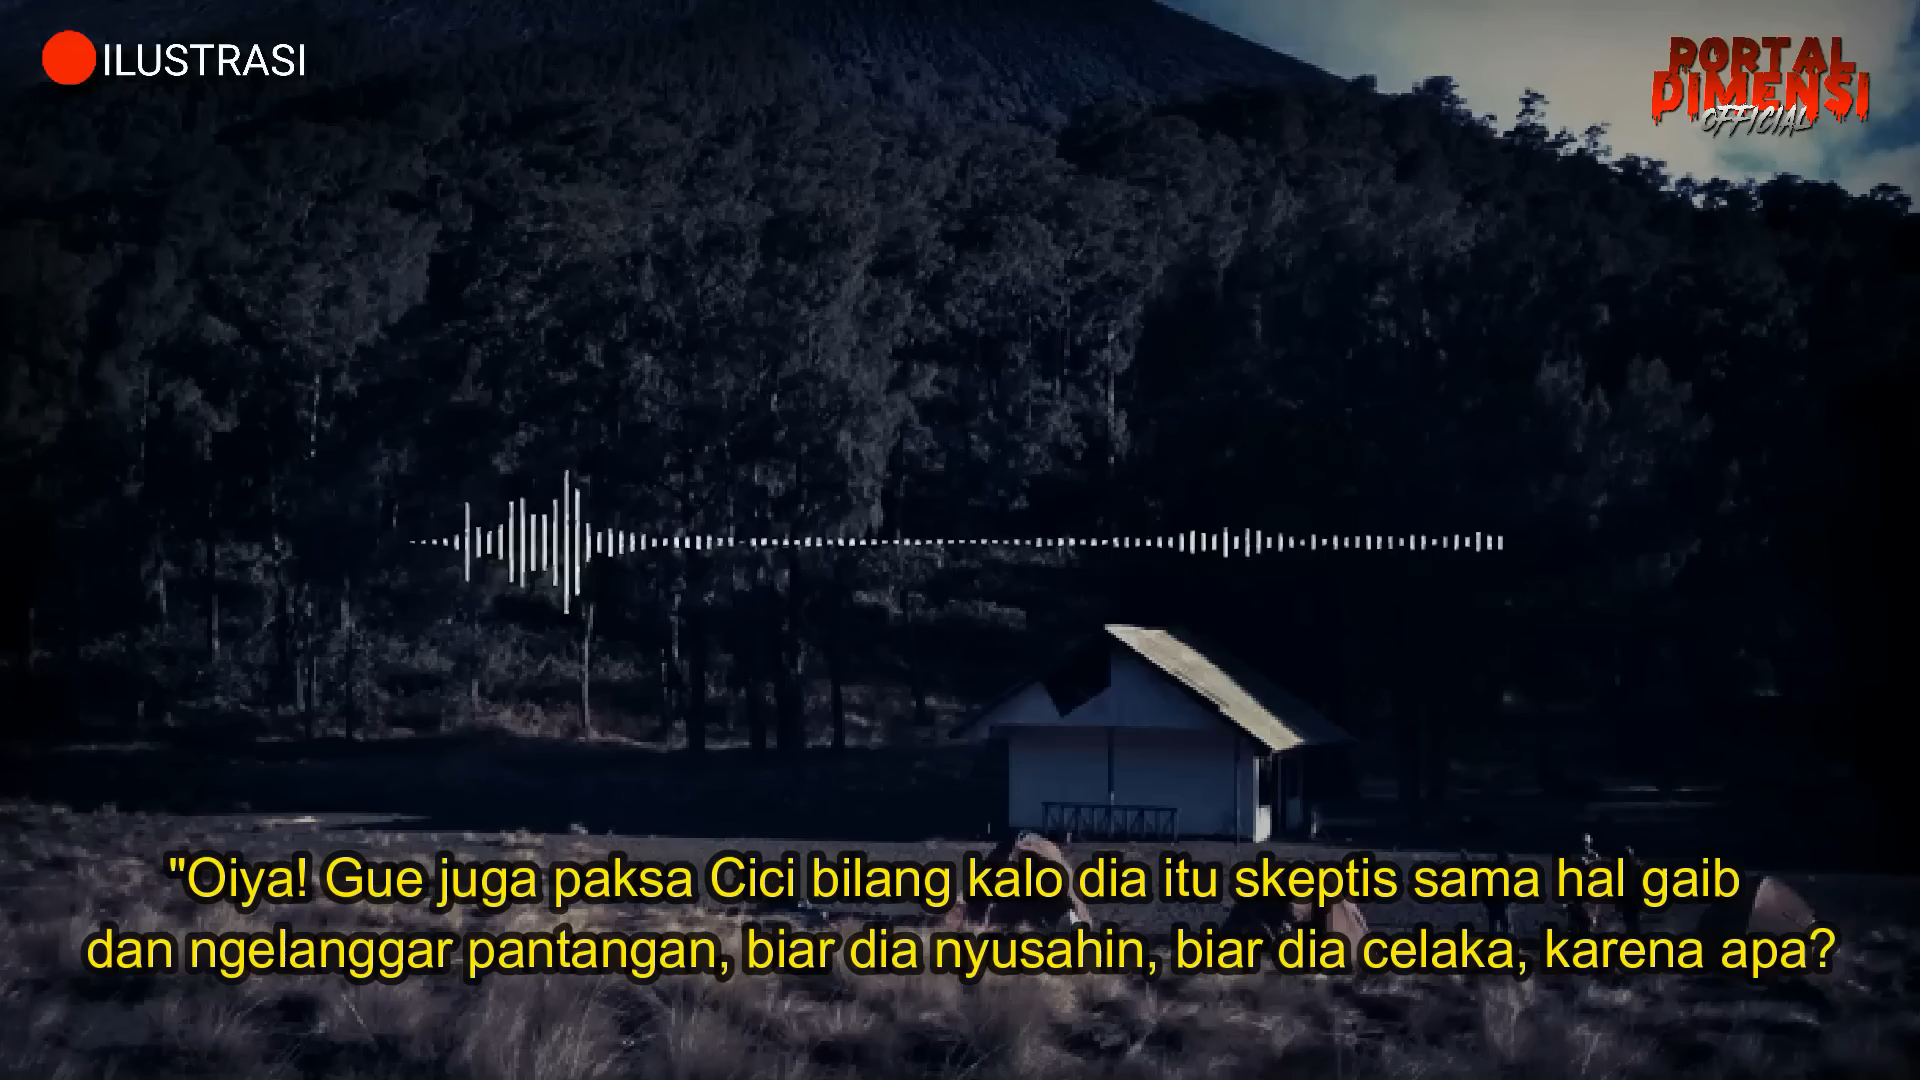 ILUSTRASI
PORTAL
DIMENSI
OFFICIAL
"Oiya! Gue juga paksa Cici bilang kalo dia itu skeptis sama hal gaib
dan ngelanggar pantangan, biar dia nyusahin, biar dia celaka, karena apa?